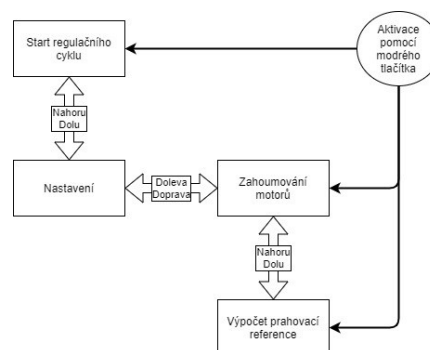 Start regulačního
cyklu
Aktivace
pomocí
modrého
tlačítka
Nahoru
Dolu
Nastavení
Doleva
Doprava
Zahoumování
motorů
Nahoru
Dolu
Výpočet prahovací
reference